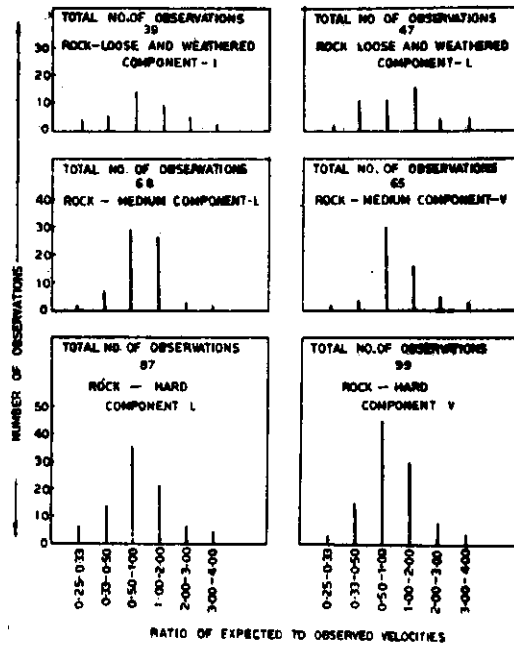 TOTAL NO. OF OBSERVATIONS
39
ROCK-LOOSE AND WEATHERED
COMPONENT-I
30
20
10
0
TOTAL NO. OF OBSERVATIONS
47
ROCK LOOSE AND WEATHERED
COMPONENT-L
TOTAL NO. OF OBSERVATIONS
68
ROCK - MEDIUM COMPONENT-L
40
30
20
10
0
TOTAL NO. OF OBSERVATIONS
65
ROCK - MEDIUM COMPONENT-V
TOTAL NO. OF OBSERVATIONS
87
ROCK - HARD
COMPONENT L
50
40
30
20
10
0
TOTAL NO. OF OBSERVATIONS
99
ROCK - HARD
COMPONENT V
NUMBER OF OBSERVATIONS
0·25-0·33
0·33-0·50
0·50-1·00
1·00-2·00
2·00-3·00
3·00-4·00
0·25-0·33
0·33-0·50
0·50-1·00
1·00-2·00
2·00-3·00
3·00-4·00
RATIO OF EXPECTED TO OBSERVED VELOCITIES